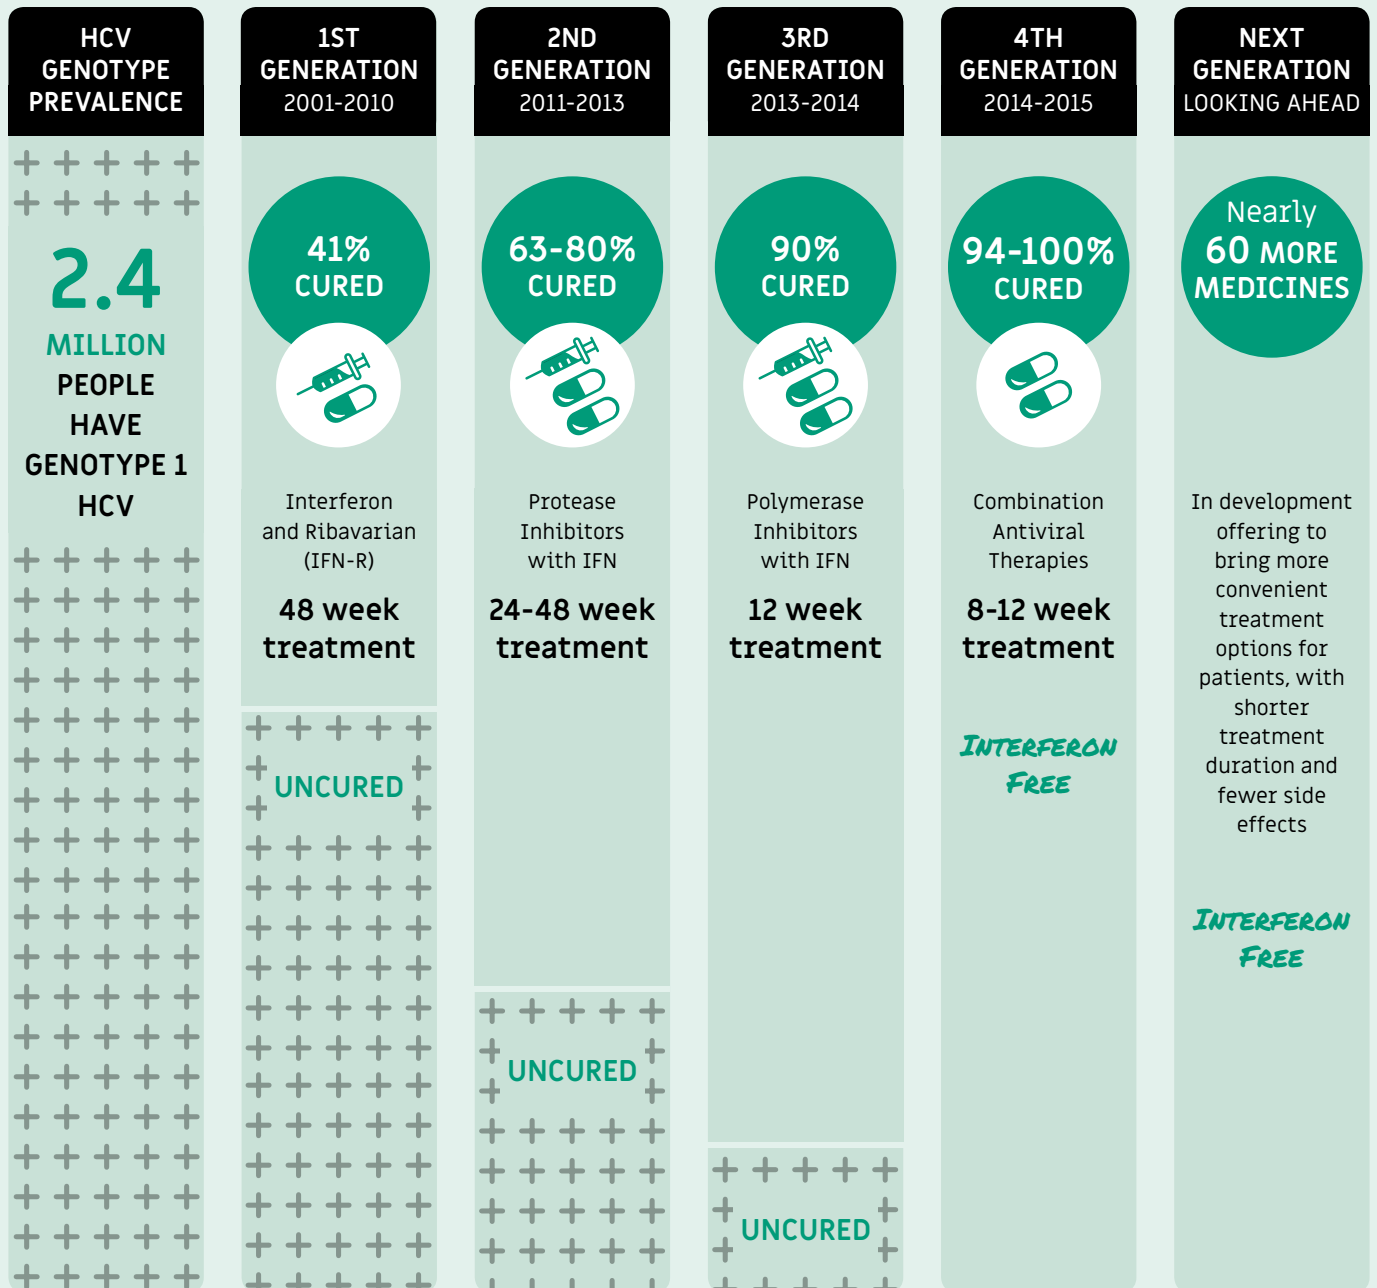 HCV
GENOTYPE
PREVALENCE
2.4
MILLION
PEOPLE
HAVE
GENOTYPE 1
HCV
1ST
GENERATION
2001-2010
41%
CURED
Interferon
and Ribavarian
(IFN-R)
48 week
treatment
UNCURED
2ND
GENERATION
2011-2013
63-80%
CURED
Protease
Inhibitors
with IFN
24-48 week
treatment
UNCURED
3RD
GENERATION
2013-2014
90%
CURED
Polymerase
Inhibitors
with IFN
12 week
treatment
UNCURED
4TH
GENERATION
2014-2015
94-100%
CURED
Combination
Antiviral
Therapies
8-12 week
treatment
INTERFERON
FREE
NEXT
GENERATION
LOOKING AHEAD
Nearly
60 MORE
MEDICINES
In development
offering to
bring more
convenient
treatment
options for
patients, with
shorter
treatment
duration and
fewer side
effects
INTERFERON
FREE